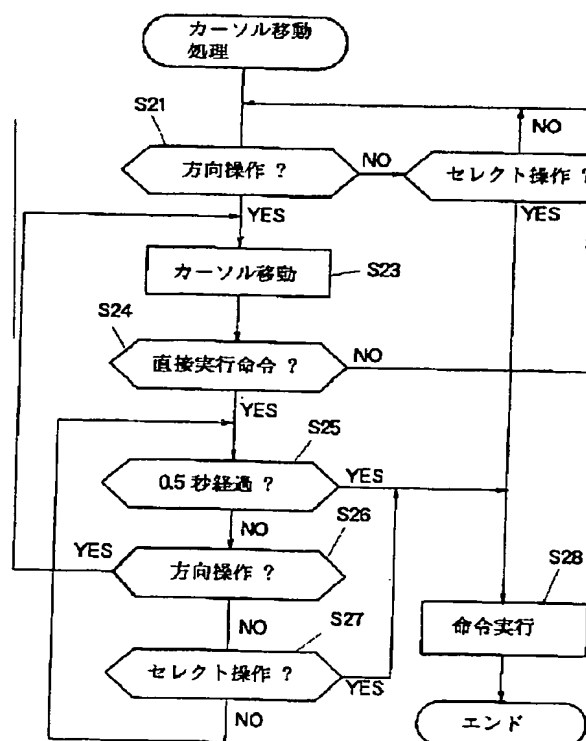 カーソル移動
処理
S21
方向操作 ?
NO
セレクト操作 ?
NO
YES
YES
カーソル移動
S23
S24
直接実行命令 ?
NO
YES
S25
0.5 秒経過 ?
YES
NO
S26
方向操作 ?
YES
NO
S27
セレクト操作 ?
YES
NO
S28
命令実行
エンド